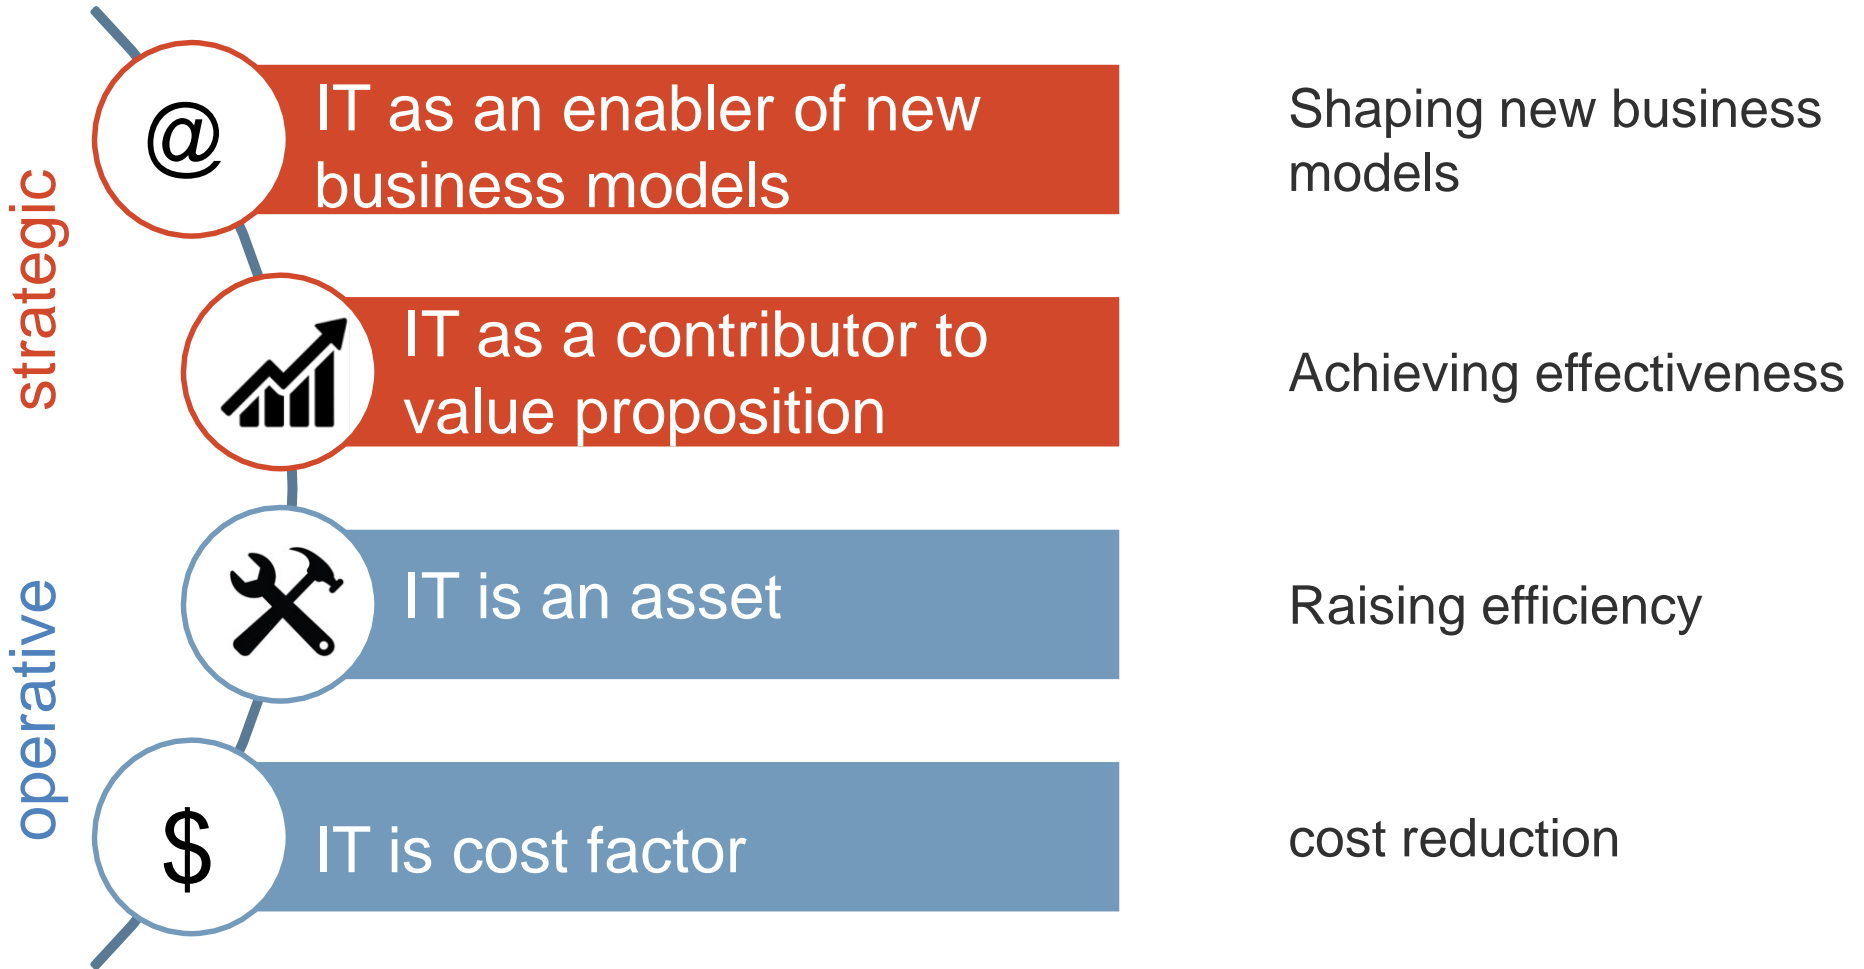 strategic
@
IT as an enabler of new
business models
Shaping new business
models
IT as a contributor to
value proposition
Achieving effectiveness
operative
IT is an asset
Raising efficiency
$
IT is cost factor
cost reduction